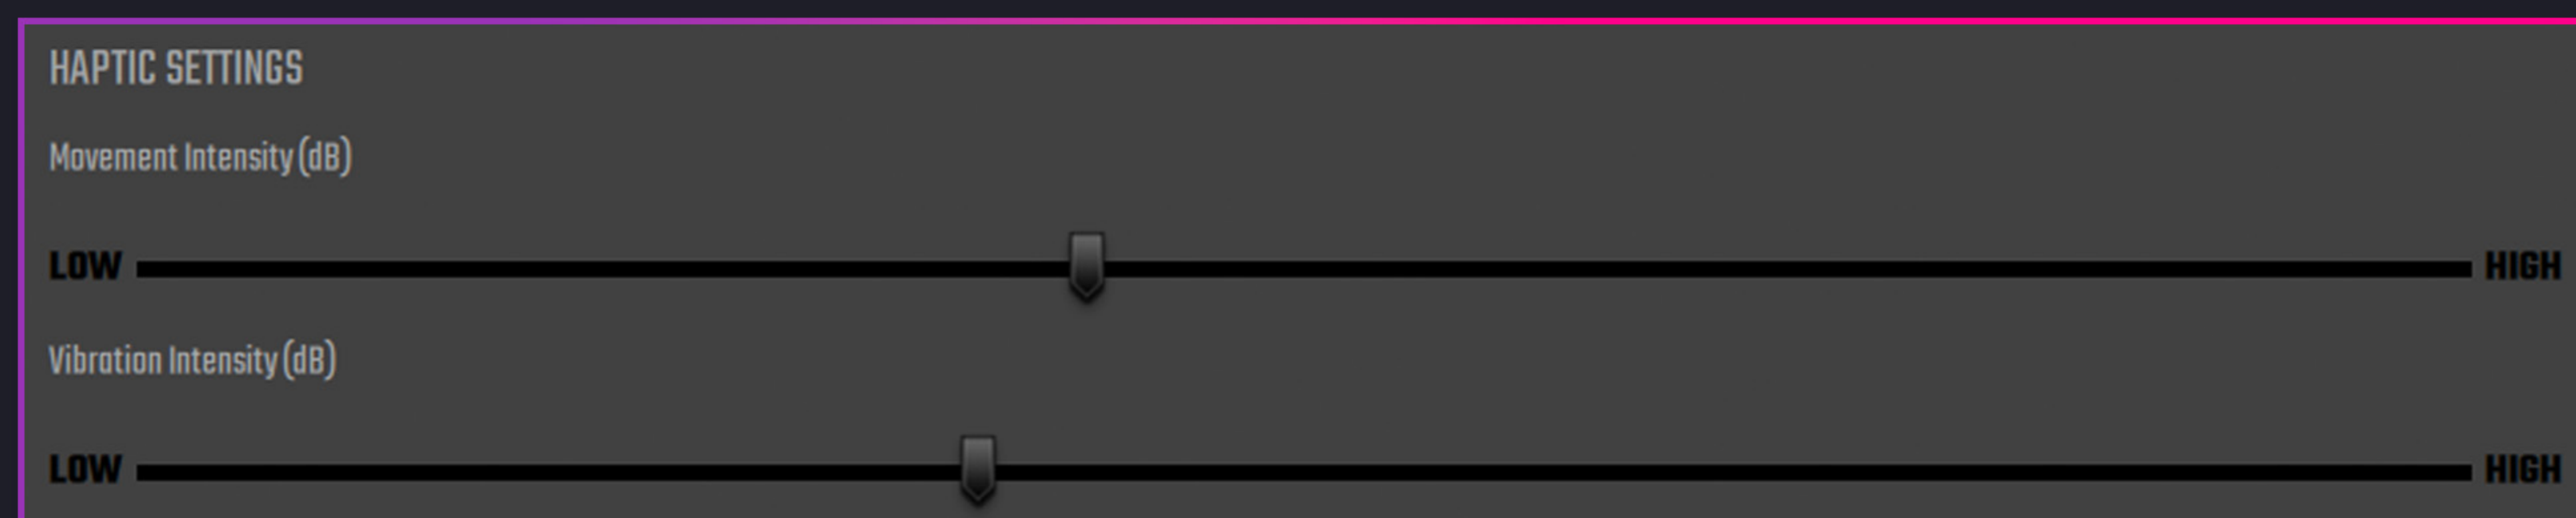 HAPTIC SETTINGS
Movement Intensity (dB)
LOW HIGH
Vibration Intensity (dB)
LOW HIGH